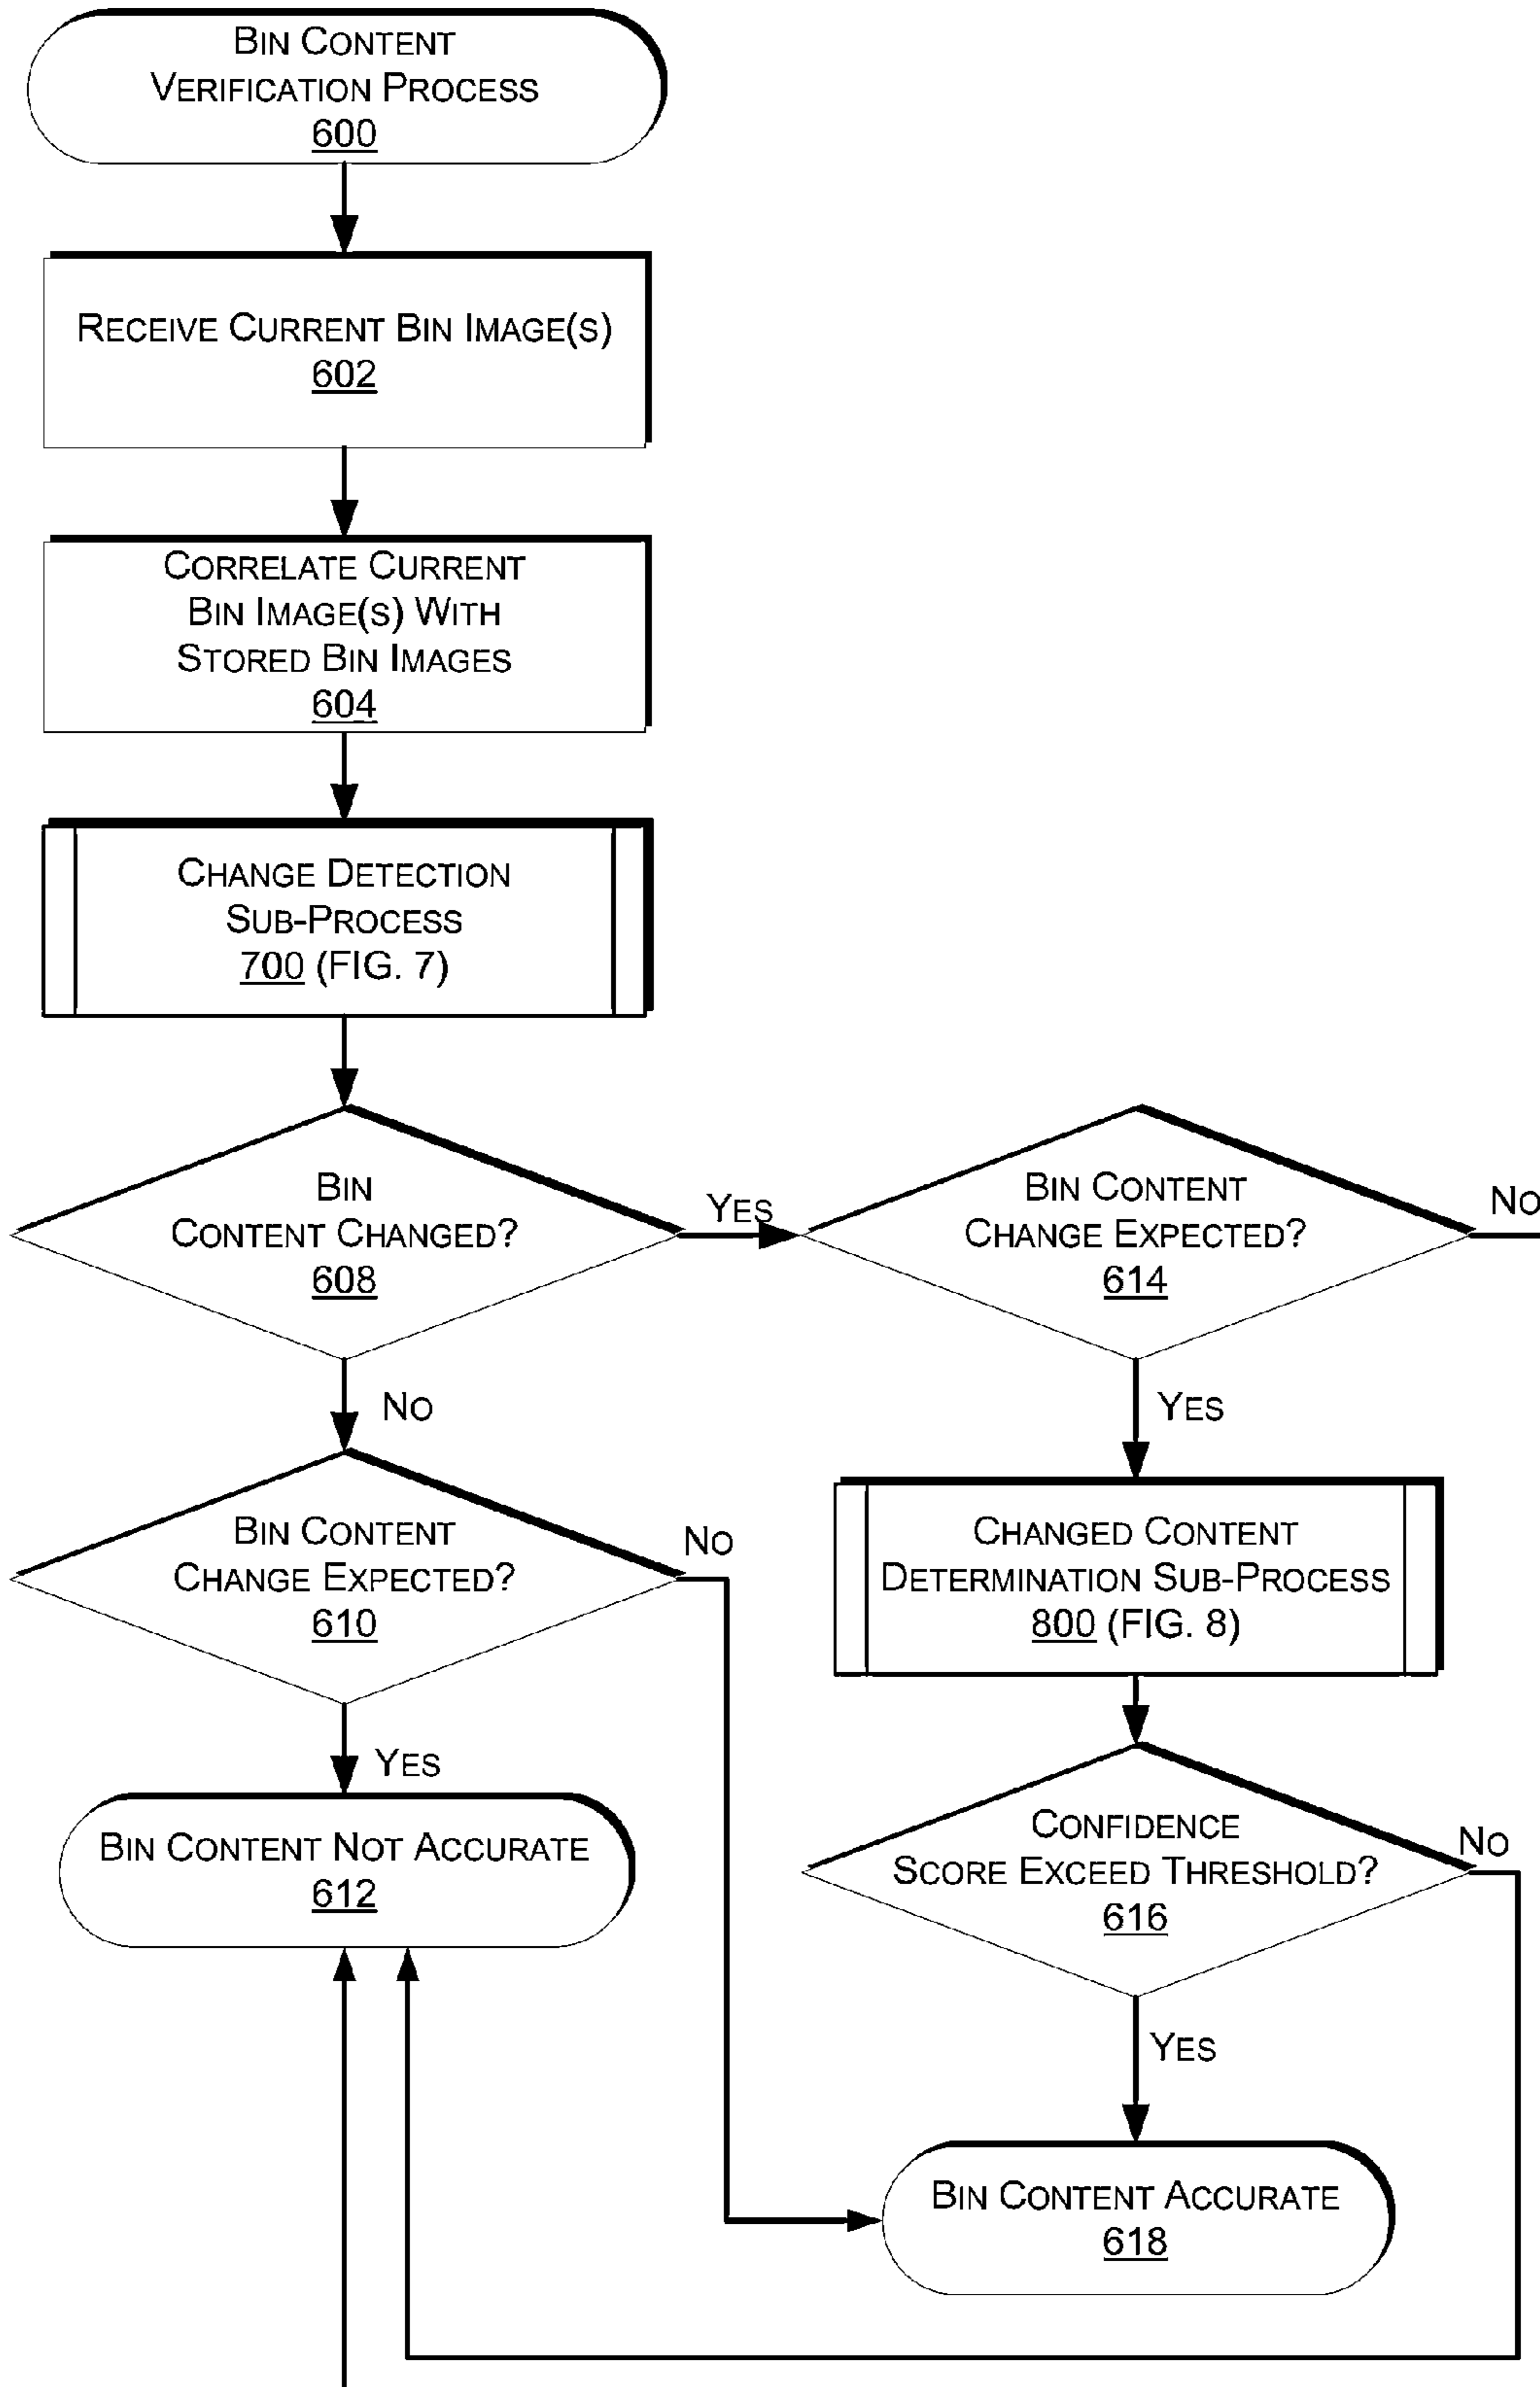 BIN CONTENT
VERIFICATION PROCESS
600
RECEIVE CURRENT BIN IMAGE(S)
602
CORRELATE CURRENT
BIN IMAGE(S) WITH
STORED BIN IMAGES
604
CHANGE DETECTION
SUB-PROCESS
700 (FIG. 7)
BIN
CONTENT CHANGED?
608
YES
BIN CONTENT
CHANGE EXPECTED?
614
NO
NO
YES
BIN CONTENT
CHANGE EXPECTED?
610
NO
CHANGED CONTENT
DETERMINATION SUB-PROCESS
800 (FIG. 8)
YES
BIN CONTENT NOT ACCURATE
612
CONFIDENCE
SCORE EXCEED THRESHOLD?
616
NO
YES
BIN CONTENT ACCURATE
618